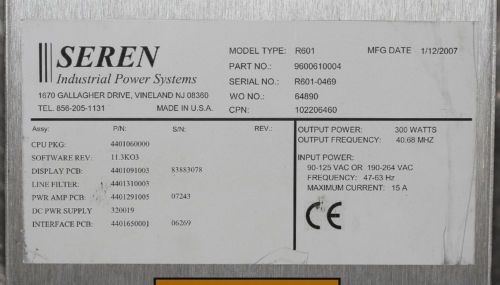 SEREN
Industrial Power Systems
1670 GALLAGHER DRIVE, VINELAND NJ 08360
TEL. 856-205-1131 MADE IN U.S.A.
MODEL TYPE: R601 MFG DATE 1/12/2007
PART NO.: 9600610004
SERIAL NO.: R601-0469
WO NO.: 64890
CPN: 102206460
Assy: P/N: S/N: REV.:
CPU PKG: 4401060000
SOFTWARE REV: 11.3KO3
DISPLAY PCB: 4401091003 83883078
LINE FILTER: 4401310003
PWR AMP PCB: 4401291005 07243
DC PWR SUPPLY 320019
INTERFACE PCB: 4401650001 06269
OUTPUT POWER: 300 WATTS
OUTPUT FREQUENCY: 40.68 MHZ
INPUT POWER:
90-125 VAC OR 190-264 VAC
FREQUENCY: 47-63 Hz
MAXIMUM CURRENT: 15 A
CE